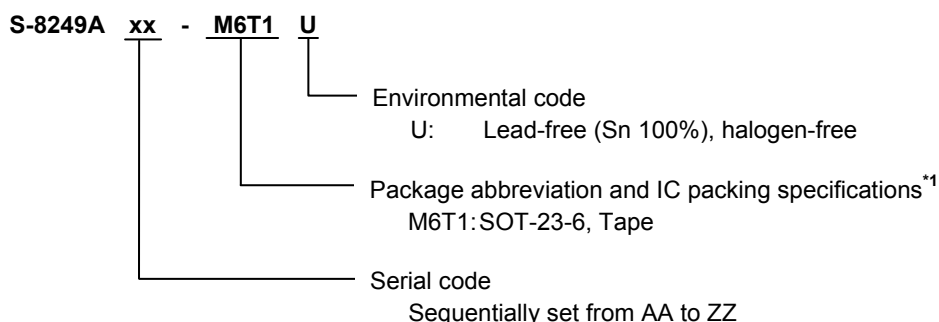 S-8249A xx - M6T1 U
Environmental code
U: Lead-free (Sn 100%), halogen-free
Package abbreviation and IC packing specifications*1
M6T1: SOT-23-6, Tape
Serial code
Sequentially set from AA to ZZ